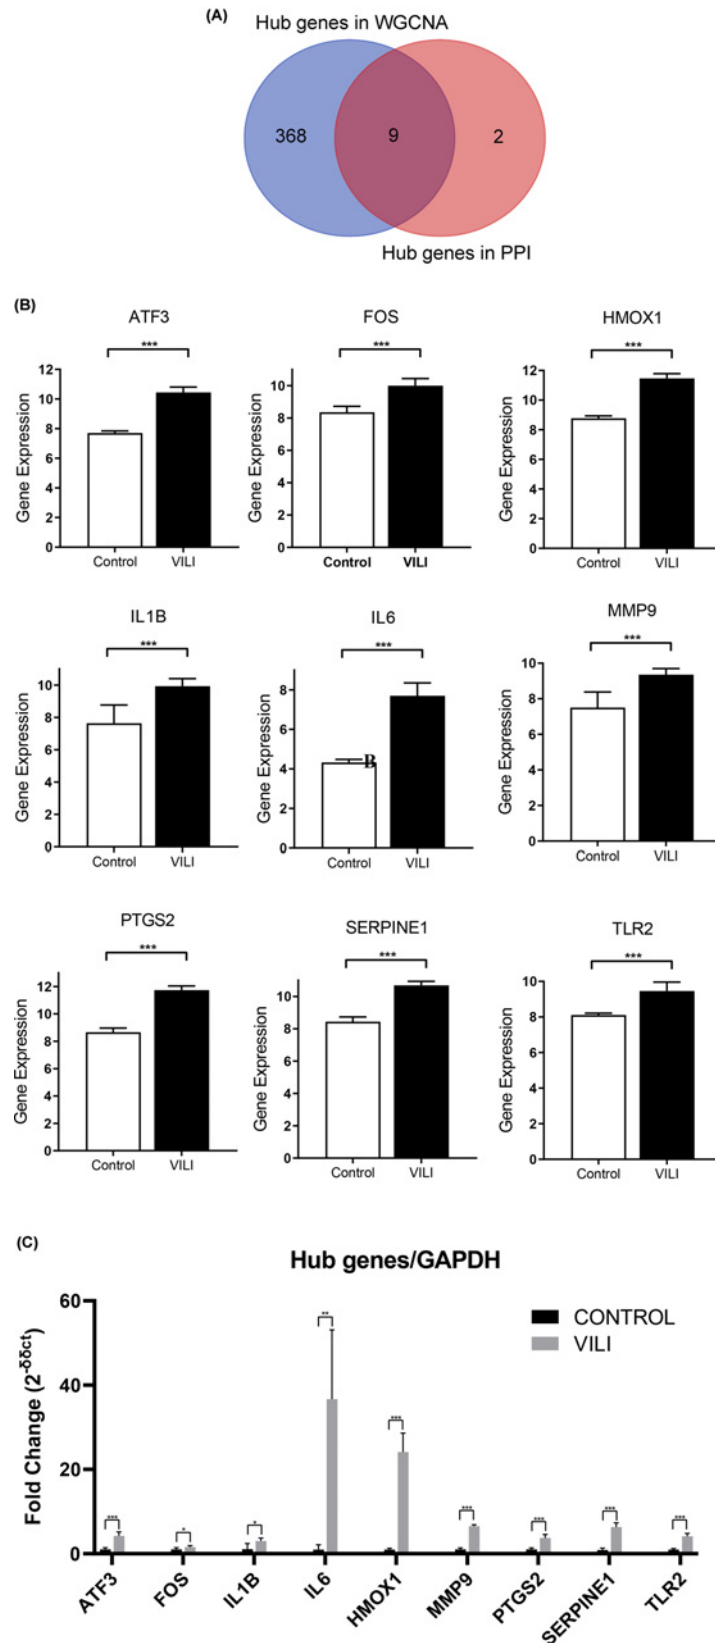 (A)
Hub genes in WGCNA
368 9 2
Hub genes in PPI
(B)
ATF3 FOS HMOX1
*** *** ***
Gene Expression Gene Expression Gene Expression
12 10 8 6 4 2 0
10 8 6 4 2 0
12 10 8 6 4 2 0
Control VILI Control VILI Control VILI
IL1B IL6 MMP9
*** *** ***
Gene Expression Gene Expression Gene Expression
10 8 6 4 2 0
8 6 4 2 0
10 8 6 4 2 0
B
Control VILI Control VILI Control VILI
PTGS2 SERPINE1 TLR2
*** *** ***
Gene Expression Gene Expression Gene Expression
12 10 8 6 4 2 0
10 8 6 4 2 0
10 8 6 4 2 0
Control VILI Control VILI Control VILI
(C)
Hub genes/GAPDH
Fold Change (2-δδct)
60
40
20
0
CONTROL
VILI
*** * * ** *** *** *** *** ***
ATF3 FOS IL1B IL6 HMOX1 MMP9 PTGS2 SERPINE1 TLR2